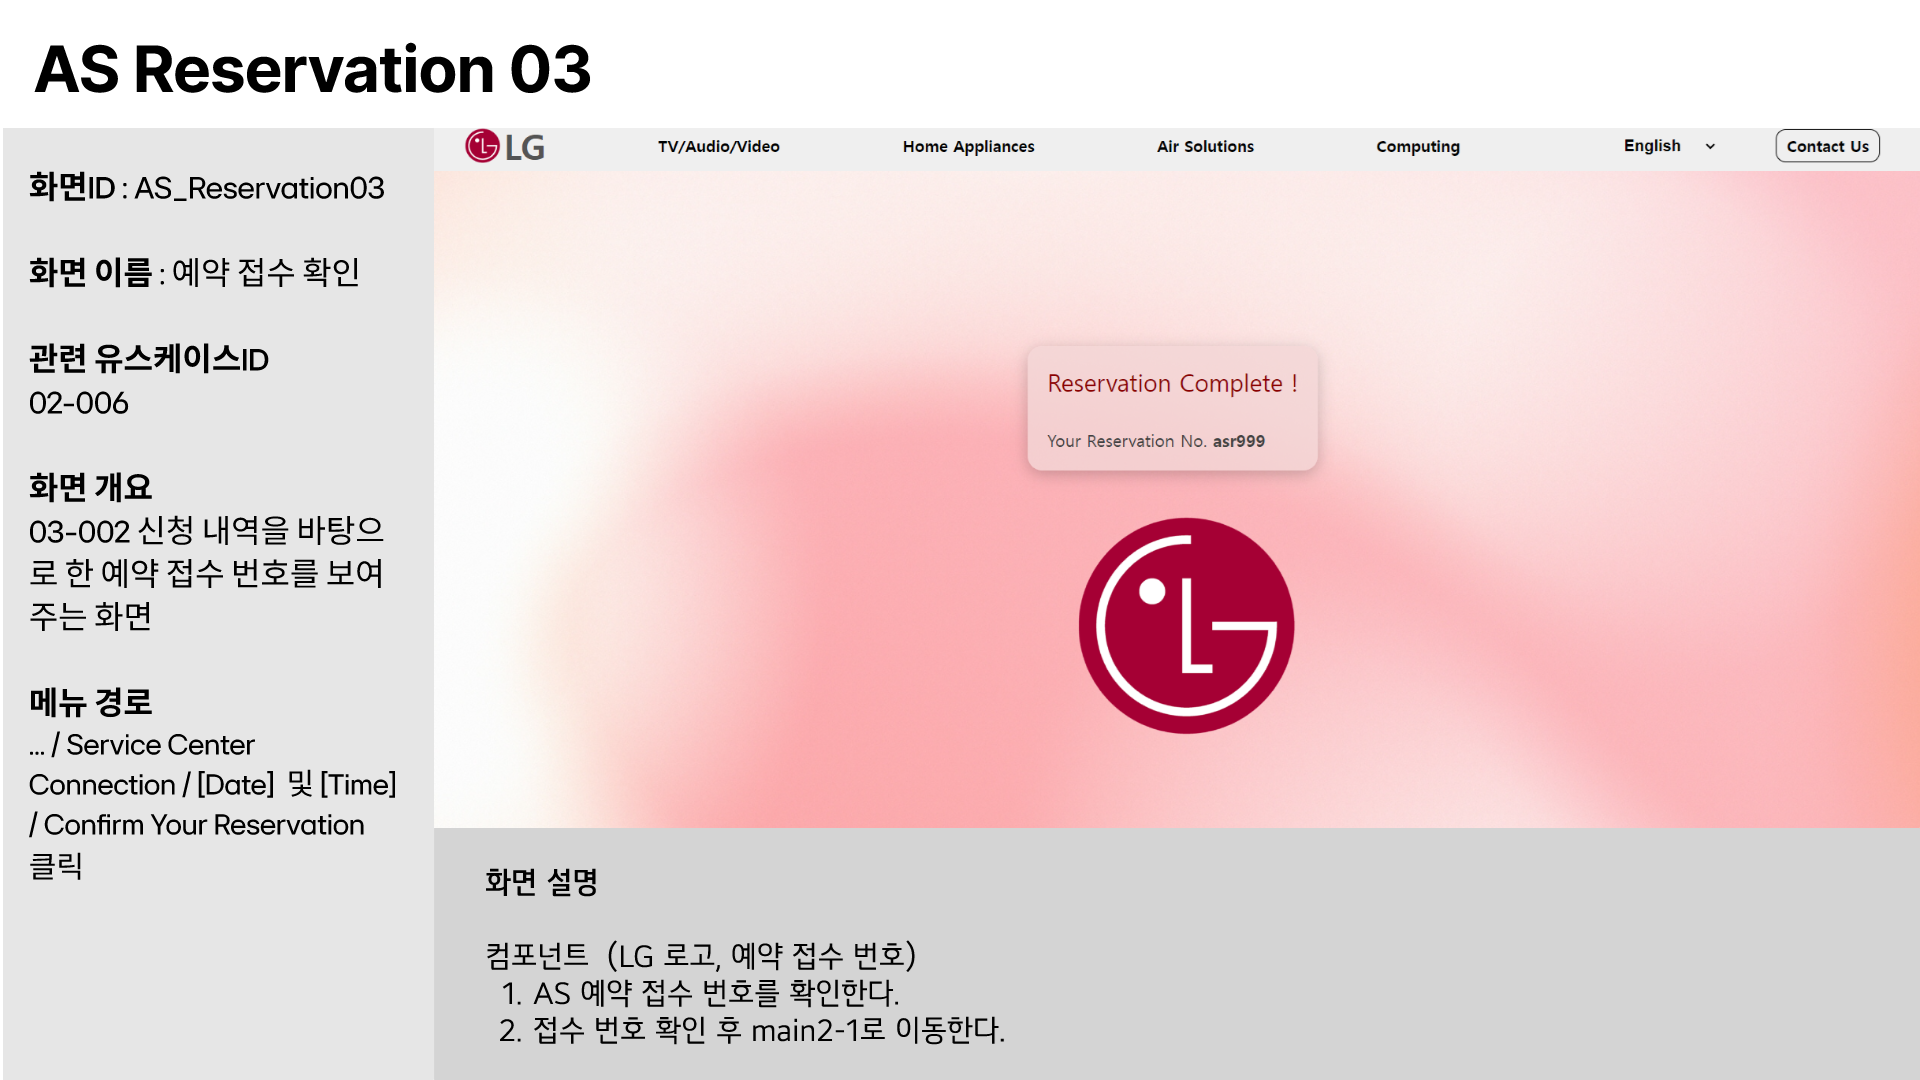 AS Reservation 03
화면ID : AS_Reservation03
화면 이름 : 예약 접수 확인
관련 유스케이스ID
02-006
화면 개요
03-002 신청 내역을 바탕으
로 한 예약 접수 번호를 보여
주는 화면
메뉴 경로
... / Service Center
Connection / [Date] 및 [Time]
/ Confirm Your Reservation
클릭
LG TV/Audio/Video Home Appliances Air Solutions Computing English Contact Us
Reservation Complete !
Your Reservation No. asr999
LG
화면 설명
컴포넌트 (LG 로고, 예약 접수 번호)
1. AS 예약 접수 번호를 확인한다.
2. 접수 번호 확인 후 main2-1로 이동한다.